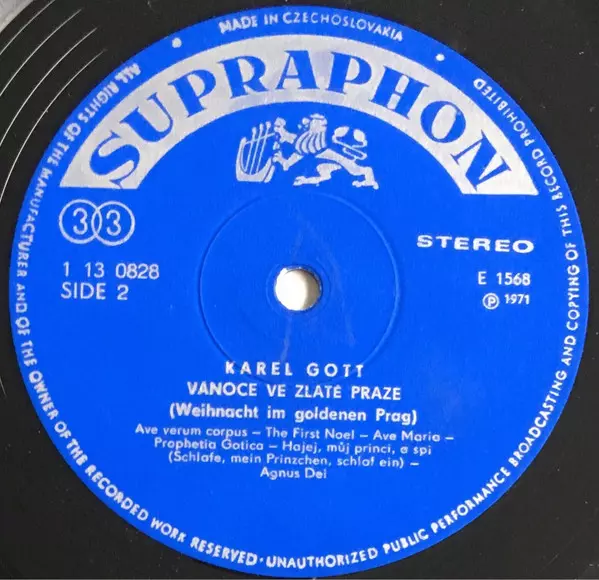 MADE IN CZECHOSLOVAKIA
ALL RIGHTS OF THE MANUFACTURER AND OF THE OWNER OF THE RECORDED WORK RESERVED · UNAUTHORIZED PUBLIC PERFORMANCE BROADCASTING AND COPYING OF THIS RECORD PROHIBITED
SUPRAPHON
33
STEREO
1 13 0828
SIDE 2
E 1568
℗ 1971
KAREL GOTT
VÁNOCE VE ZLATÉ PRAZE
(Weihnacht im goldenen Prag)
Ave verum corpus – The First Noel – Ave Maria –
Prophetia Gotica – Hajej, můj princi, a spi
(Schlafe, mein Prinzchen, schlaf ein) –
Agnus Dei